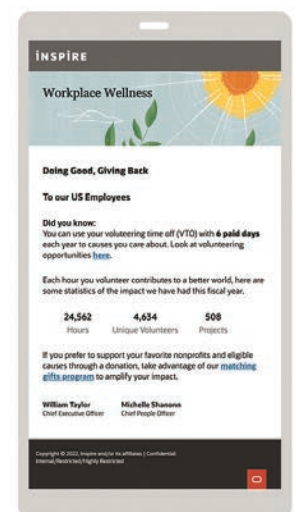 inspire
Workplace Wellness
Doing Good, Giving Back
To our US Employees
Did you know:
You can use your voluteering time off (VTO) with 6 paid days
each year to causes you care about. Look at volunteering
opportunities here.
Each hour you volunteer contributes to a better world, here are
some statistics of the impact we have had this fiscal year.
24,562 4,634 508
Hours Unique Volunteers Projects
If you prefer to support your favorite nonprofits and eligible
causes through a donation, take advantage of our matching
gifts program to amplify your impact.
William Taylor Michelle Shanonn
Chief Executive Officer Chief People Officer
Copyright © 2022, Inspire and/or its affiliates | Confidential
Internal/Restricted/Highly Restricted